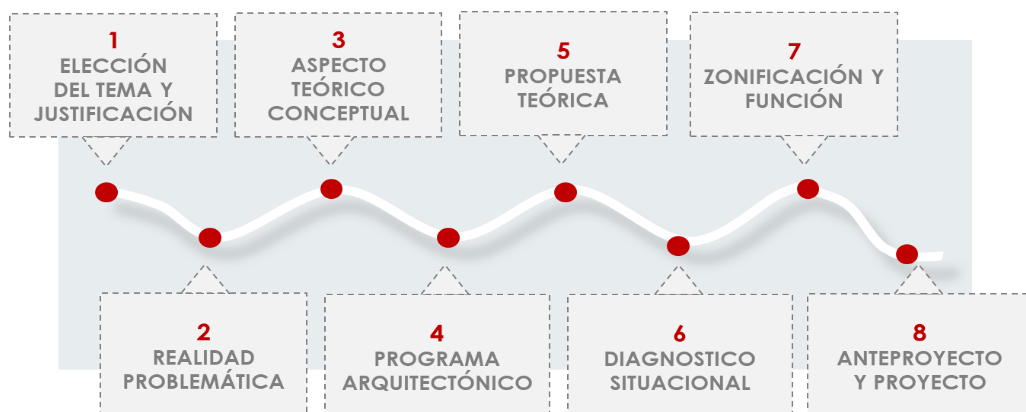 1
ELECCIÓN
DEL TEMA Y
JUSTIFICACIÓN
2
REALIDAD
PROBLEMÁTICA
3
ASPECTO
TEÓRICO
CONCEPTUAL
4
PROGRAMA
ARQUITECTÓNICO
5
PROPUESTA
TEÓRICA
6
DIAGNOSTICO
SITUACIONAL
7
ZONIFICACIÓN Y
FUNCIÓN
8
ANTEPROYECTO
Y PROYECTO